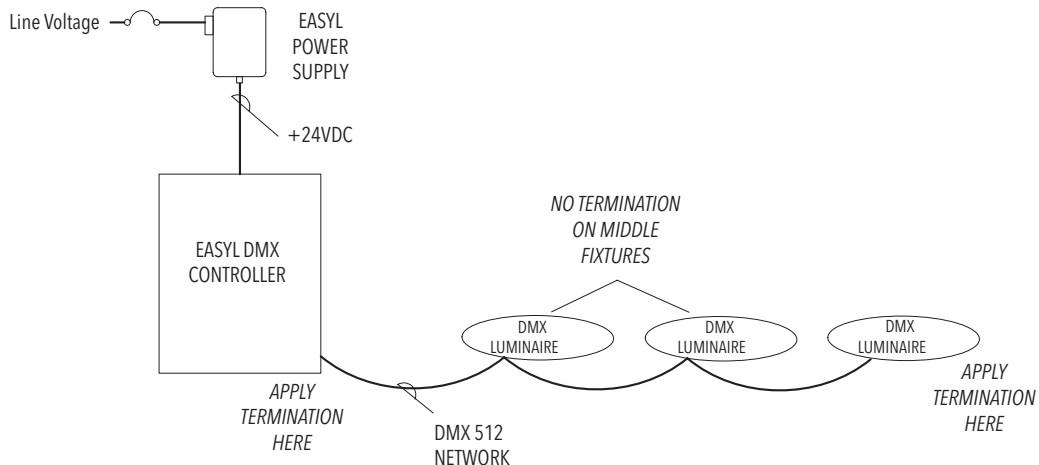 Line Voltage
EASYL
POWER
SUPPLY
+24VDC
EASYL DMX
CONTROLLER
NO TERMINATION
ON MIDDLE
FIXTURES
DMX
LUMINAIRE
DMX
LUMINAIRE
DMX
LUMINAIRE
APPLY
TERMINATION
HERE
DMX 512
NETWORK
APPLY
TERMINATION
HERE